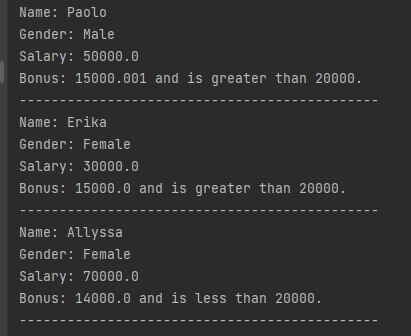 Name: Paolo
Gender: Male
Salary: 50000.0
Bonus: 15000.001 and is greater than 20000.
---------------------------------------------
Name: Erika
Gender: Female
Salary: 30000.0
Bonus: 15000.0 and is greater than 20000.
---------------------------------------------
Name: Allyssa
Gender: Female
Salary: 70000.0
Bonus: 14000.0 and is less than 20000.
---------------------------------------------